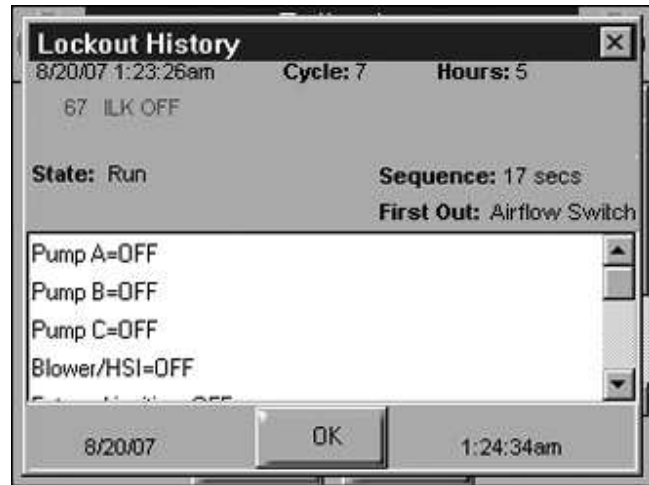 Lockout History
8/20/07 1:23:26am Cycle: 7 Hours: 5
67 ILK OFF
State: Run Sequence: 17 secs
First Out: Airflow Switch
Pump A=OFF
Pump B=OFF
Pump C=OFF
Blower/HSI=OFF
8/20/07 OK 1:24:34am